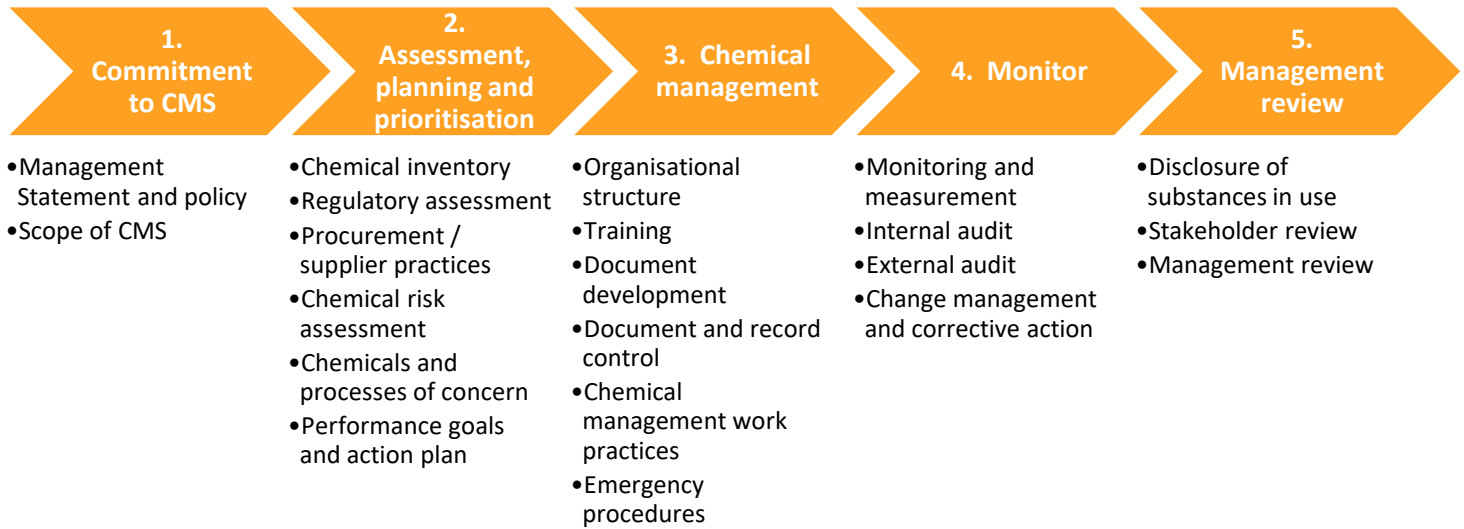 1.
Commitment
to CMS
•Management
Statement and policy
•Scope of CMS
2.
Assessment,
planning and
prioritisation
•Chemical inventory
•Regulatory assessment
•Procurement /
supplier practices
•Chemical risk
assessment
•Chemicals and
processes of concern
•Performance goals
and action plan
3.  Chemical
management
•Organisational
structure
•Training
•Document
development
•Document and record
control
•Chemical
management work
practices
•Emergency
procedures
4.  Monitor
•Monitoring and
measurement
•Internal audit
•External audit
•Change management
and corrective action
5.
Management
review
•Disclosure of
substances in use
•Stakeholder review
•Management review